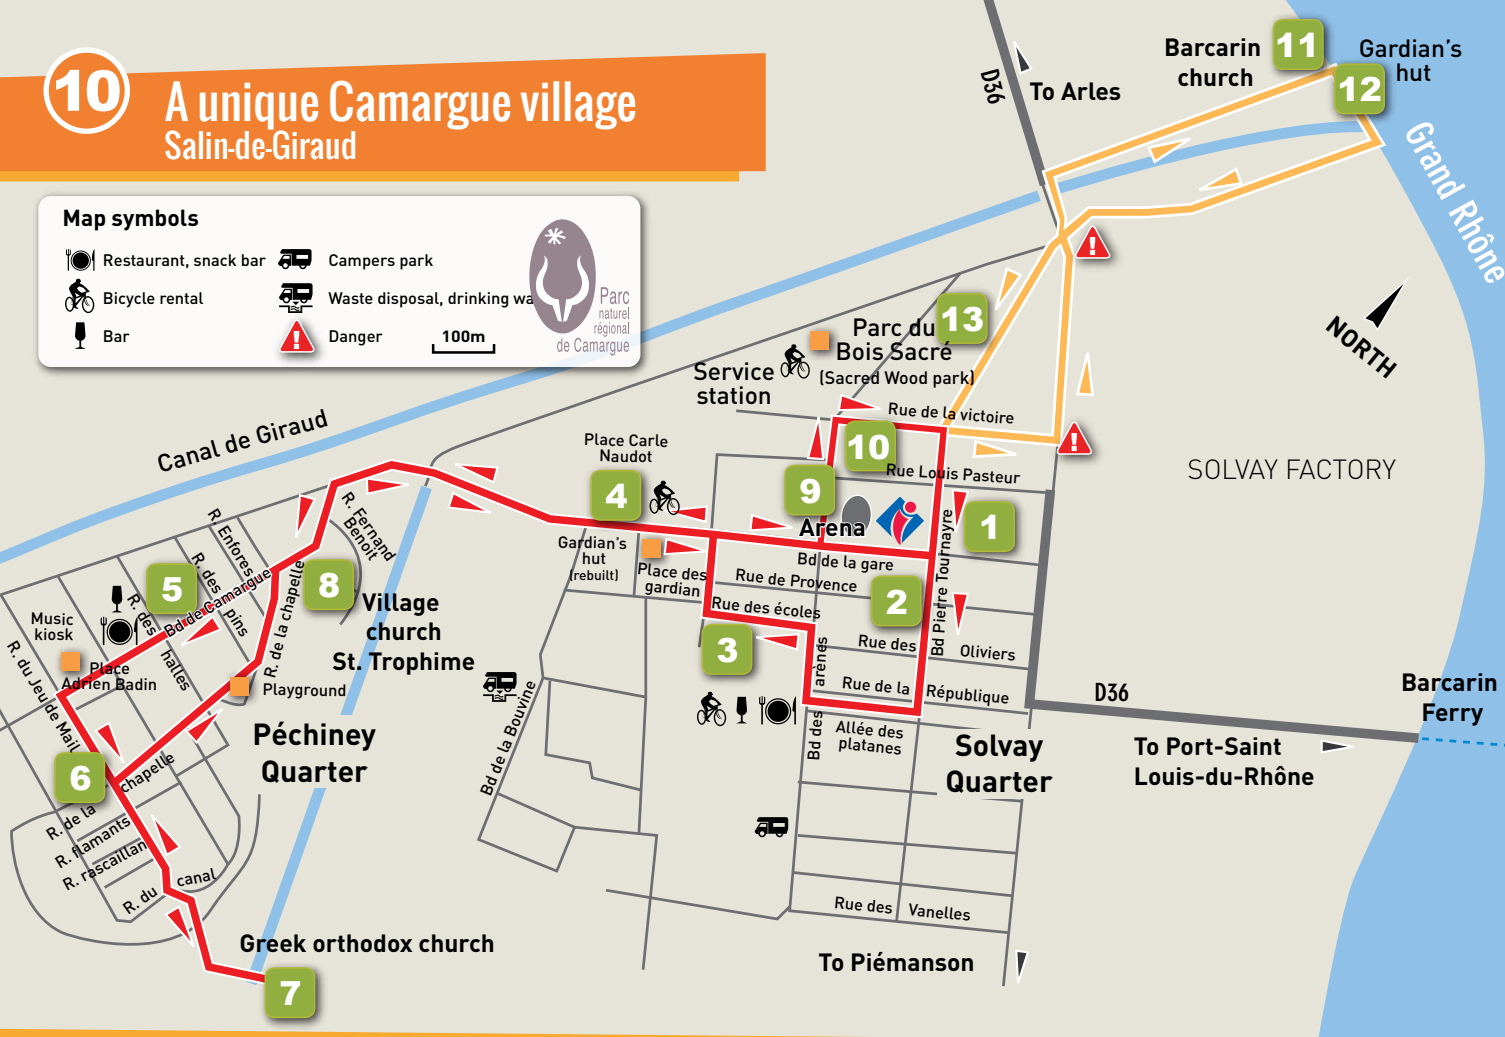 10
A unique Camargue village
Salin-de-Giraud
Map symbols
Restaurant, snack bar
Campers park
Bicycle rental
Waste disposal, drinking wa
Bar
Danger
100m
Parc
naturel
régional
de Camargue
D36
To Arles
Barcarin
church
11
Gardian's
hut
12
Grand Rhône
NORTH
Canal de Giraud
13
Parc du
Bois Sacré
(Sacred Wood park)
Service
station
Rue de la victoire
10
Rue Louis Pasteur
SOLVAY FACTORY
Place Carle
Naudot
4
9
Arena
1
Bd Pierre Tournayre
Bd de la gare
Gardian's
hut
(rebuilt)
Place des
gardian
Rue de Provence
2
Rue des écoles
3
Rue des
Oliviers
Bd des
arènes
Rue de la
République
Allée des
platanes
Solvay
Quarter
D36
To Port-Saint
Louis-du-Rhône
Barcarin
Ferry
R. Fernand
Benoit
R. Enfores
R. des
pins
R. des
halles
Bd de Camargue
5
8
R. de la chapelle
Village
church
St. Trophime
Music
kiosk
Place
Adrien Badin
R. du Jeu de Mail
Playground
Péchiney
Quarter
6
R. de la
chapelle
R. flamants
R. rascaillan
R. du
canal
Bd de la Bouvine
Greek orthodox church
7
Rue des
Vanelles
To Piémanson